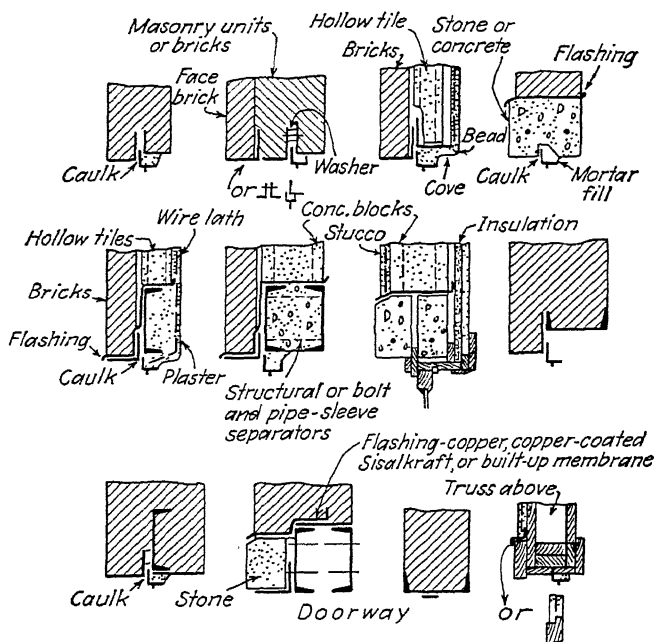 Masonry units
or bricks
Hollow tile
Bricks
Stone or
concrete
Flashing
Face
brick
Caulk
or
Washer
Bead
Cove
Caulk
Mortar
fill
Wire lath
Hollow tiles
Bricks
Flashing
Caulk
Plaster
Conc. blocks
Stucco
Insulation
Structural or bolt
and pipe-sleeve
separators
Flashing-copper, copper-coated
Sisalkraft, or built-up membrane
Truss above
Caulk
Stone
Doorway
or